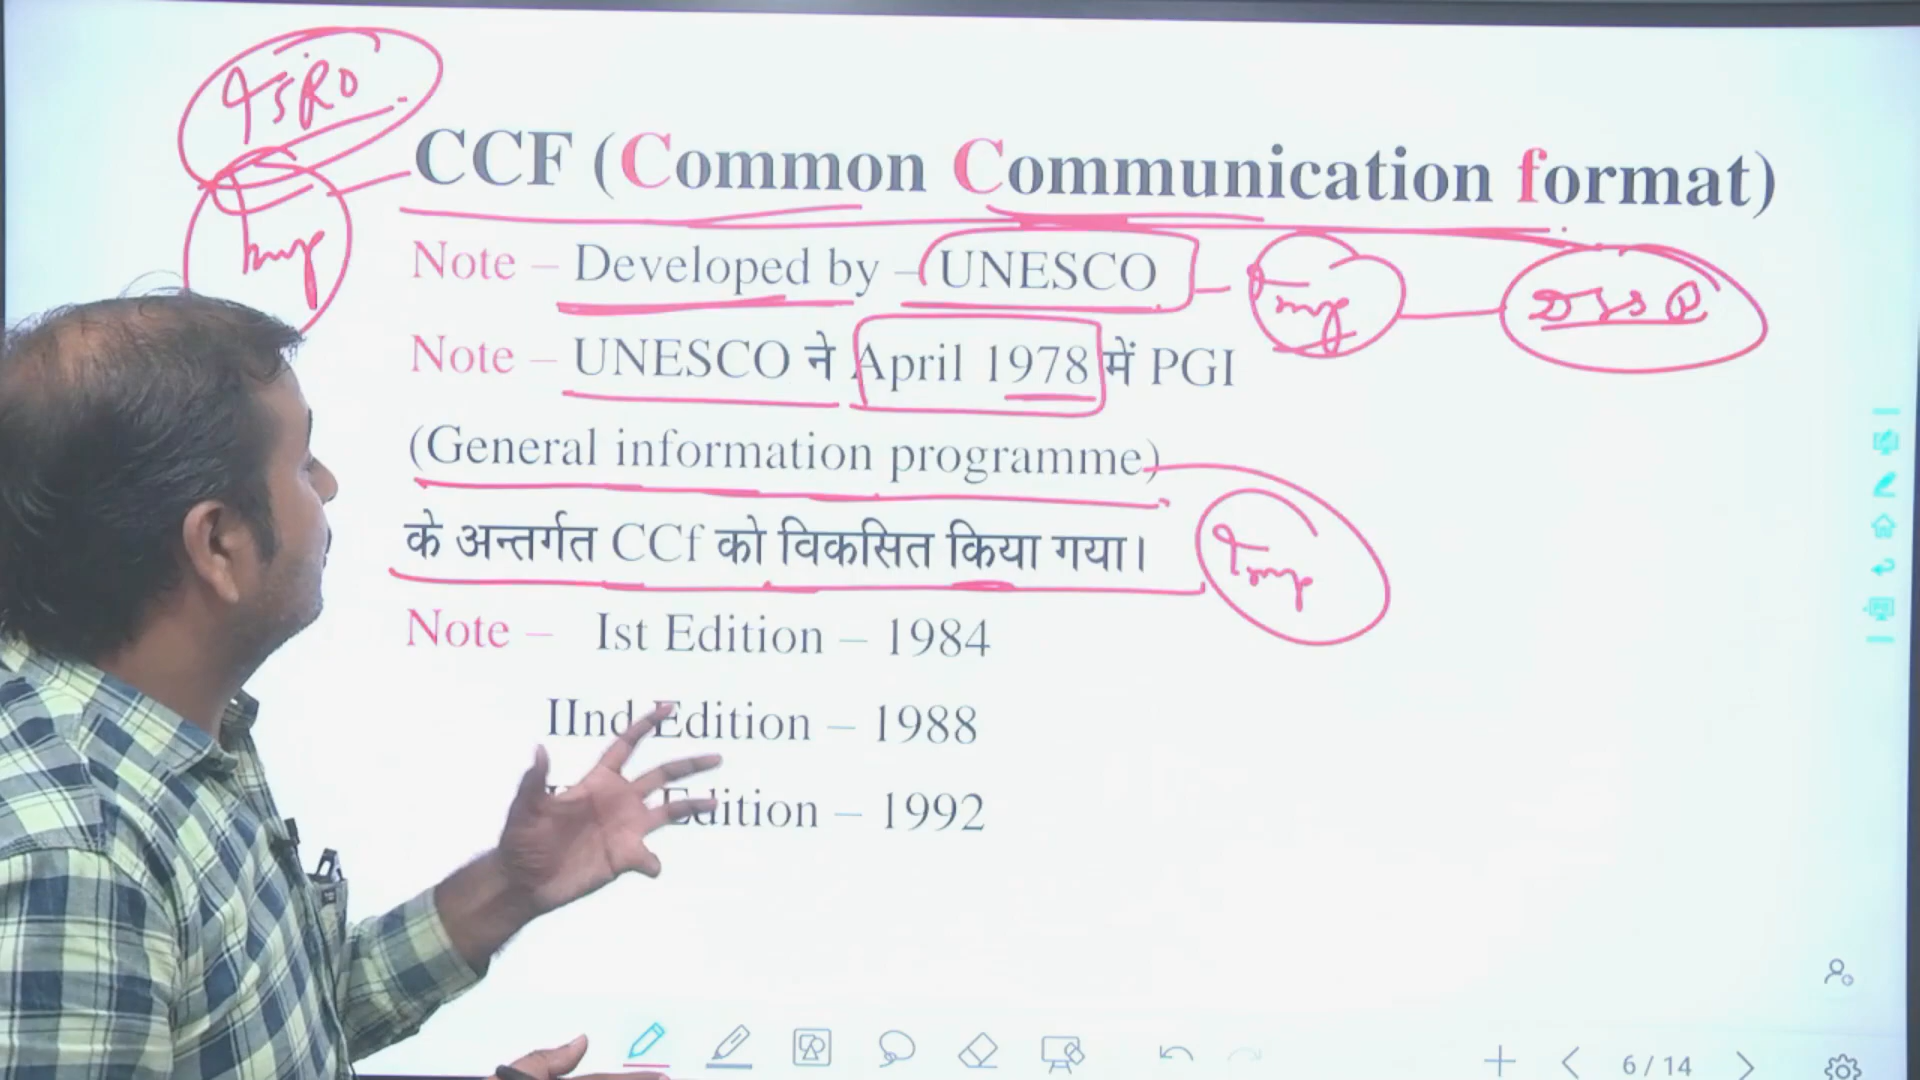 ISRO
CCF (Common Communication format)
Imp
Note – Developed by – UNESCO
Imp
Note – UNESCO ने April 1978 में PGI
(General information programme)
के अन्तर्गत CCf को विकसित किया गया।
Imp
Note – Ist Edition – 1984
IInd Edition – 1988
Edition – 1992
6 / 14